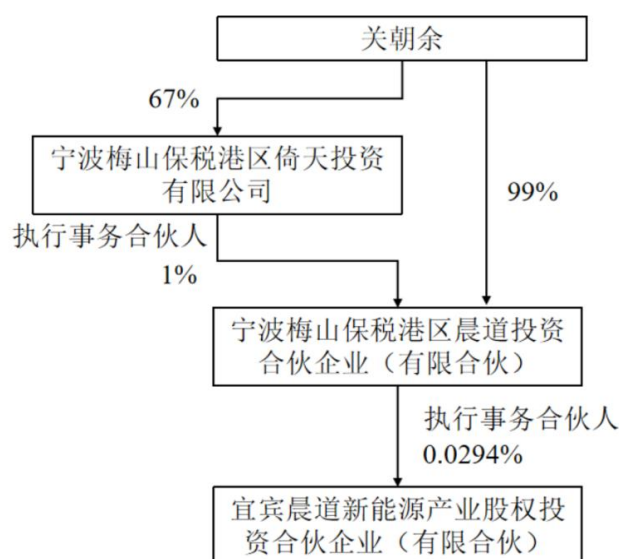 关朝余
67%
宁波梅山保税港区倚天投资
有限公司
99%
执行事务合伙人
1%
宁波梅山保税港区晨道投资
合伙企业（有限合伙）
执行事务合伙人
0.0294%
宜宾晨道新能源产业股权投
资合伙企业（有限合伙）